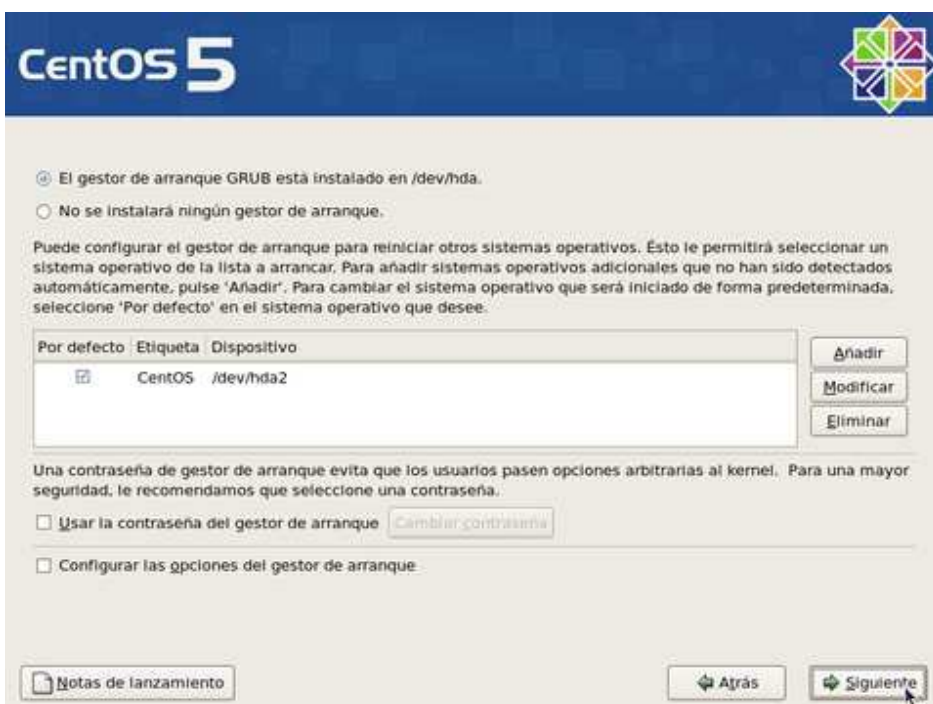 CentOS 5
El gestor de arranque GRUB está instalado en /dev/hda.
No se instalará ningún gestor de arranque.
Puede configurar el gestor de arranque para reiniciar otros sistemas operativos. Ésto le permitirá seleccionar un
sistema operativo de la lista a arrancar. Para añadir sistemas operativos adicionales que no han sido detectados
automáticamente, pulse 'Añadir'. Para cambiar el sistema operativo que será iniciado de forma predeterminada,
seleccione 'Por defecto' en el sistema operativo que desee.
Por defecto Etiqueta Dispositivo
CentOS /dev/hda2
Añadir
Modificar
Eliminar
Una contraseña de gestor de arranque evita que los usuarios pasen opciones arbitrarias al kernel. Para una mayor
seguridad, le recomendamos que seleccione una contraseña.
Usar la contraseña del gestor de arranque Cambiar contraseña
Configurar las opciones del gestor de arranque
Notas de lanzamiento Atrás Siguiente